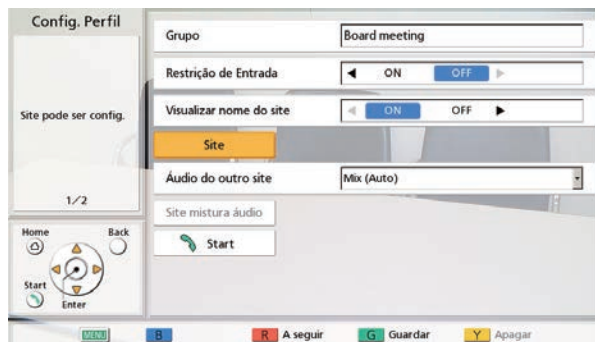 Config. Perfil
Site pode ser config.
1/2
Home
Back
Start
Enter
Grupo
Board meeting
Restrição de Entrada
ON
OFF
Visualizar nome do site
ON
OFF
Site
Áudio do outro site
Mix (Auto)
Site mistura áudio
Start
MENU
B
R A seguir
G Guardar
Y Apagar